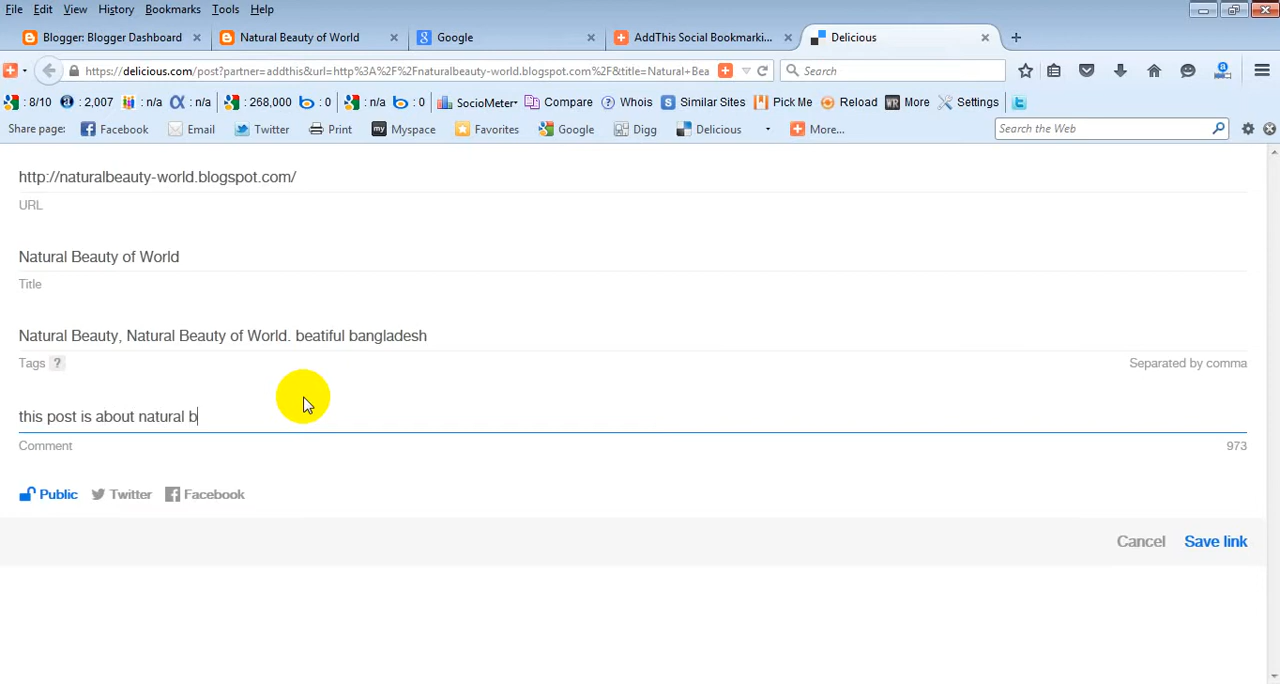 File Edit View History Bookmarks Tools Help
Blogger: Blogger Dashboard × Natural Beauty of World × Google × AddThis Social Bookmarki... × Delicious × +
https://delicious.com/post?partner=addthis&url=http%3A%2F%2Fnaturalbeauty-world.blogspot.com%2F&title=Natural+Bea Search
: 8/10 : 2,007 : n/a : n/a : 268,000 : 0 : n/a : 0 SocioMeter Compare Whois Similar Sites Pick Me Reload More Settings
Share page: Facebook Email Twitter Print Myspace Favorites Google Digg Delicious More... Search the Web
http://naturalbeauty-world.blogspot.com/
URL
Natural Beauty of World
Title
Natural Beauty, Natural Beauty of World. beatiful bangladesh
Tags ? Separated by comma
this post is about natural b
Comment 973
Public Twitter Facebook
Cancel Save link